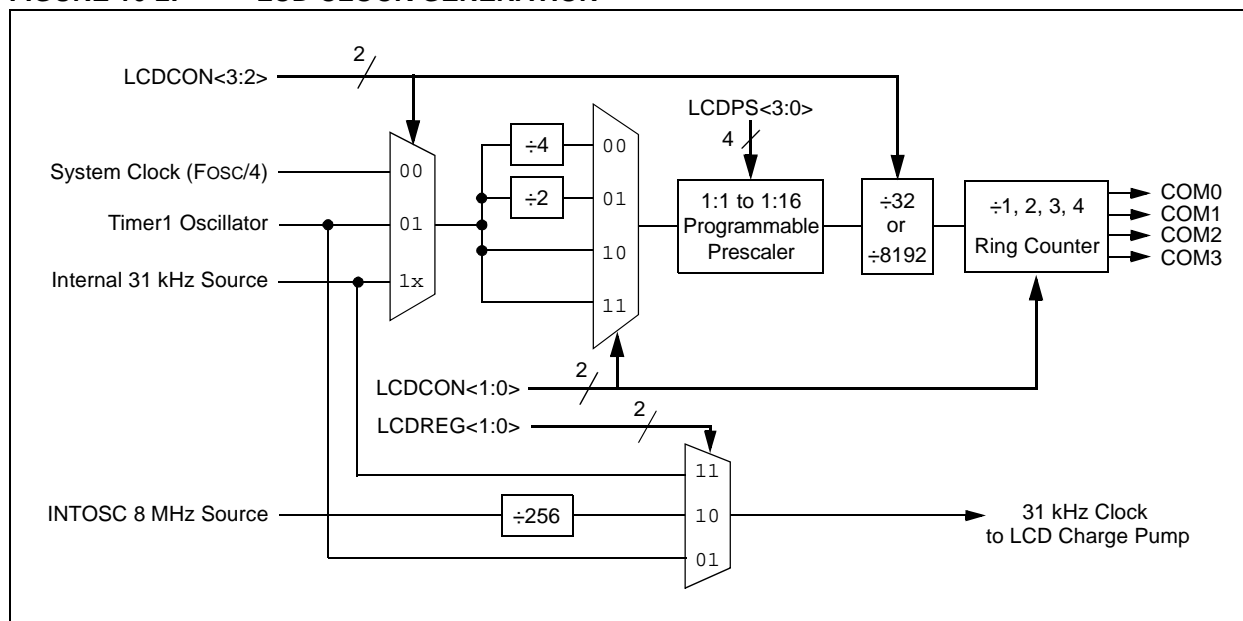 LCDCON<3:2>
2
System Clock (FOSC/4)
Timer1 Oscillator
Internal 31 kHz Source
00
01
1x
÷4
÷2
00
01
10
11
LCDPS<3:0>
4
1:1 to 1:16
Programmable
Prescaler
÷32
or
÷8192
÷1, 2, 3, 4
Ring Counter
COM0
COM1
COM2
COM3
LCDCON<1:0>
2
LCDREG<1:0>
2
INTOSC 8 MHz Source
÷256
11
10
01
31 kHz Clock
to LCD Charge Pump